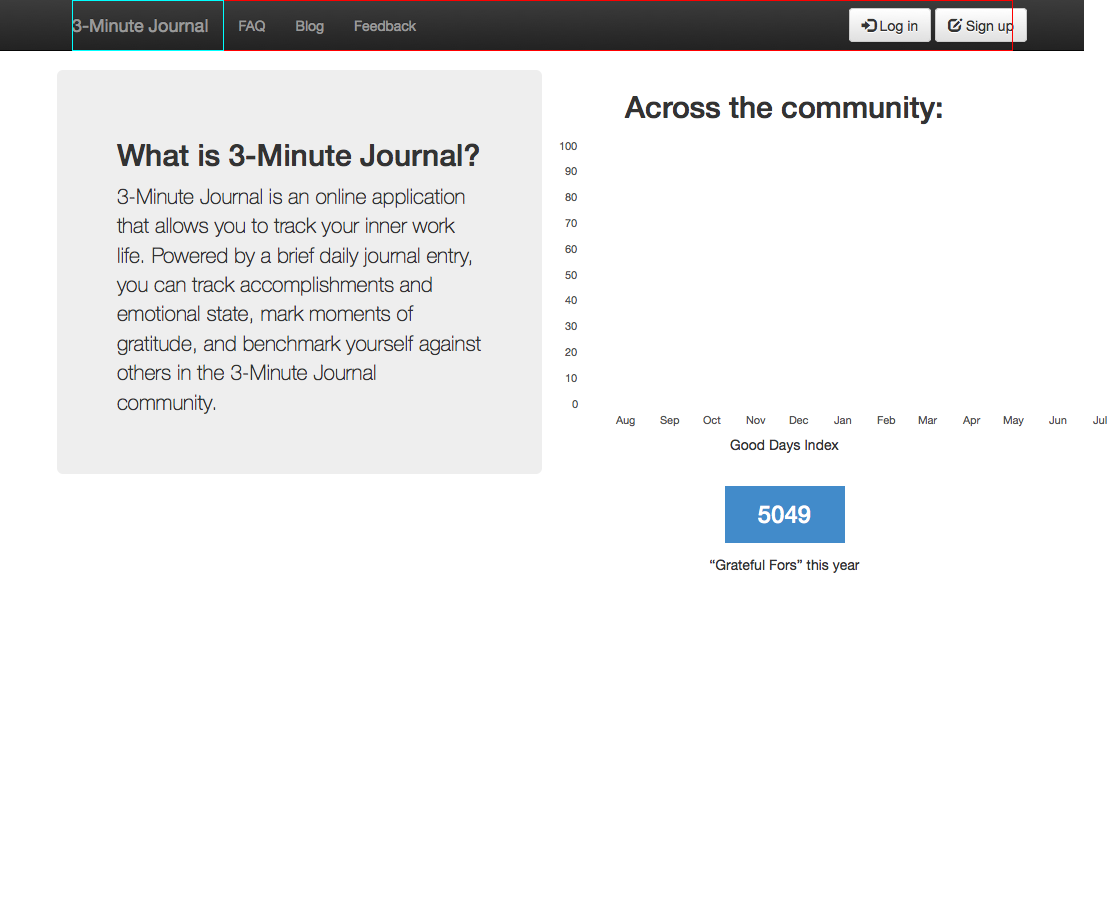 3-Minute Journal FAQ Blog Feedback Log in Sign up
What is 3-Minute Journal?
3-Minute Journal is an online application
that allows you to track your inner work
life. Powered by a brief daily journal entry,
you can track accomplishments and
emotional state, mark moments of
gratitude, and benchmark yourself against
others in the 3-Minute Journal
community.
Across the community:
100
90
80
70
60
50
40
30
20
10
0
Aug Sep Oct Nov Dec Jan Feb Mar Apr May Jun Jul
Good Days Index
5049
“Grateful Fors” this year